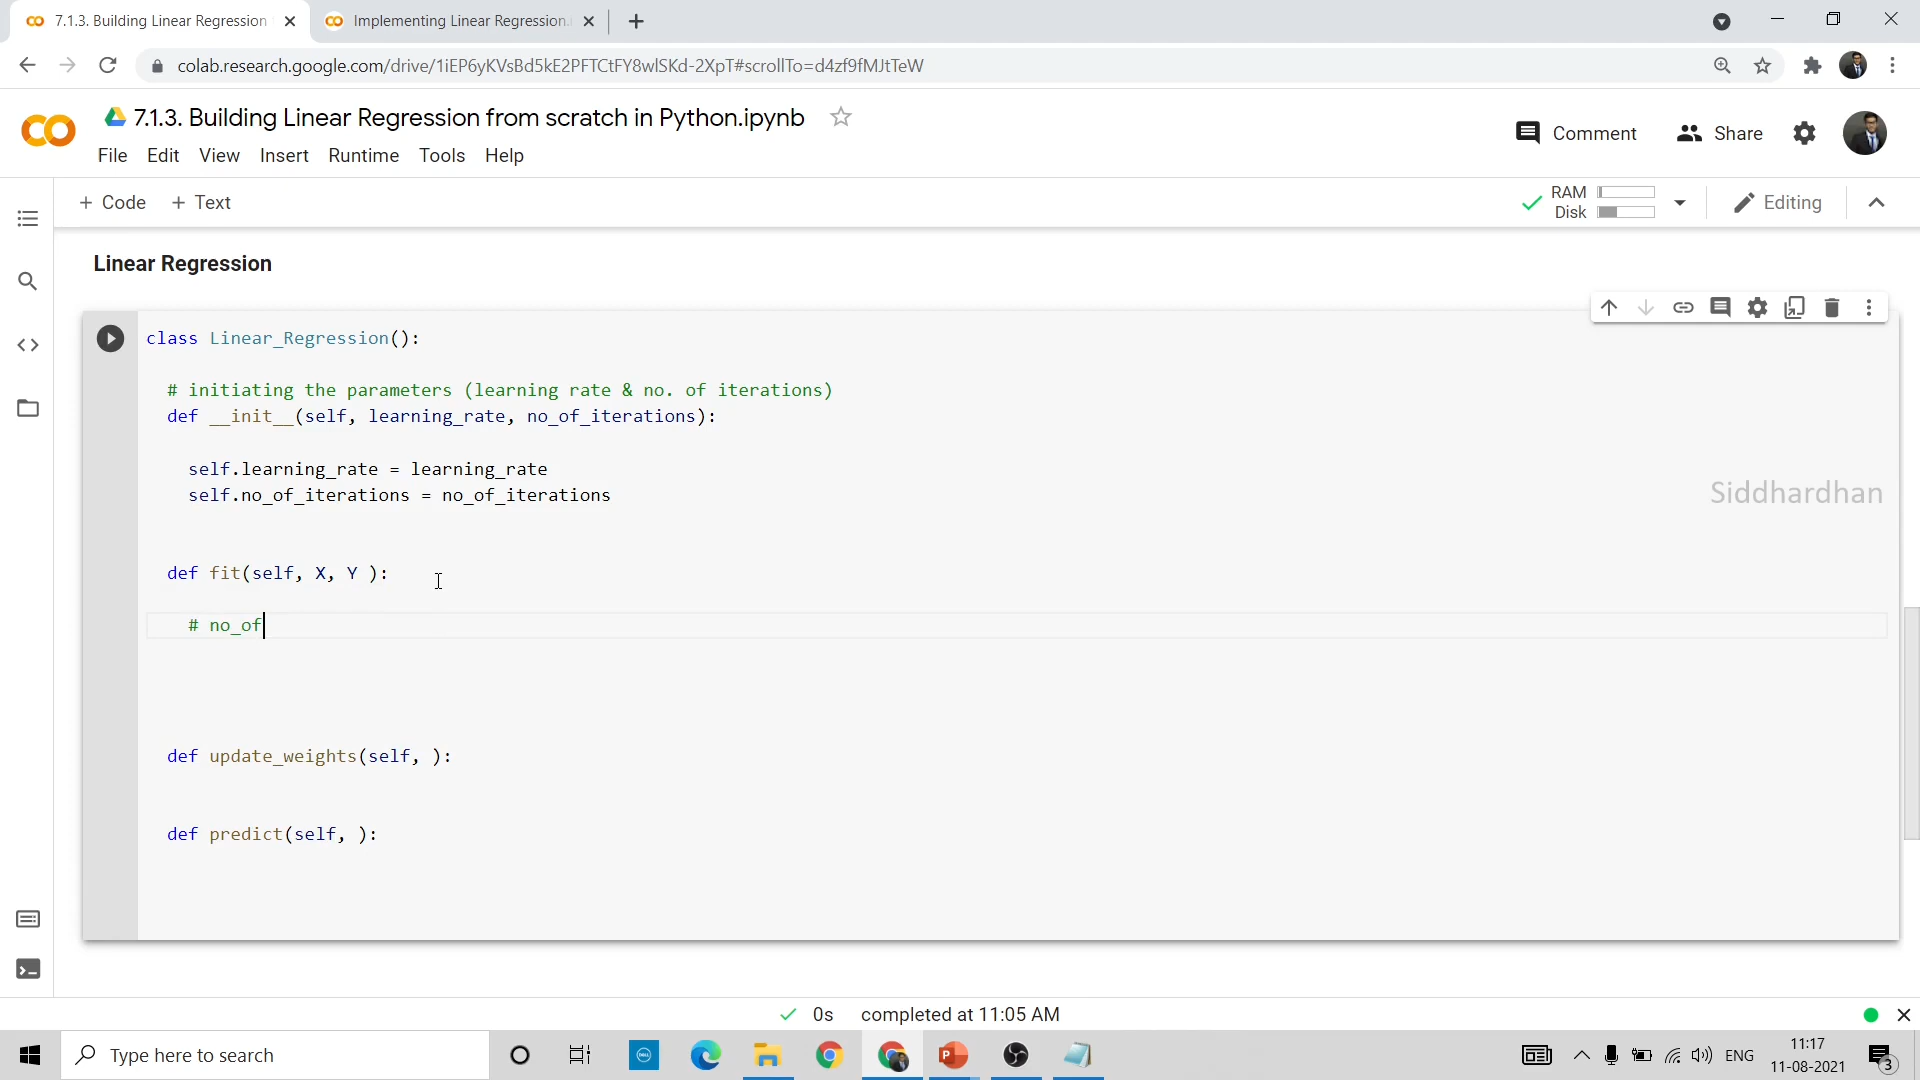 7.1.3. Building Linear Regression
Implementing Linear Regression.
colab.research.google.com/drive/1iEP6yKVsBd5kE2PFTCtFY8wlSKd-2XpT#scrollTo=d4zf9fMJtTeW
7.1.3. Building Linear Regression from scratch in Python.ipynb
Comment
Share
File Edit View Insert Runtime Tools Help
+ Code + Text
RAM
Disk
Editing
Linear Regression
class Linear_Regression():
# initiating the parameters (learning rate & no. of iterations)
def __init__(self, learning_rate, no_of_iterations):
self.learning_rate = learning_rate
self.no_of_iterations = no_of_iterations
Siddhardhan
def fit(self, X, Y ):
# no_of
def update_weights(self, ):
def predict(self, ):
0s completed at 11:05 AM
Type here to search
DELL
ENG
11:17
11-08-2021
3